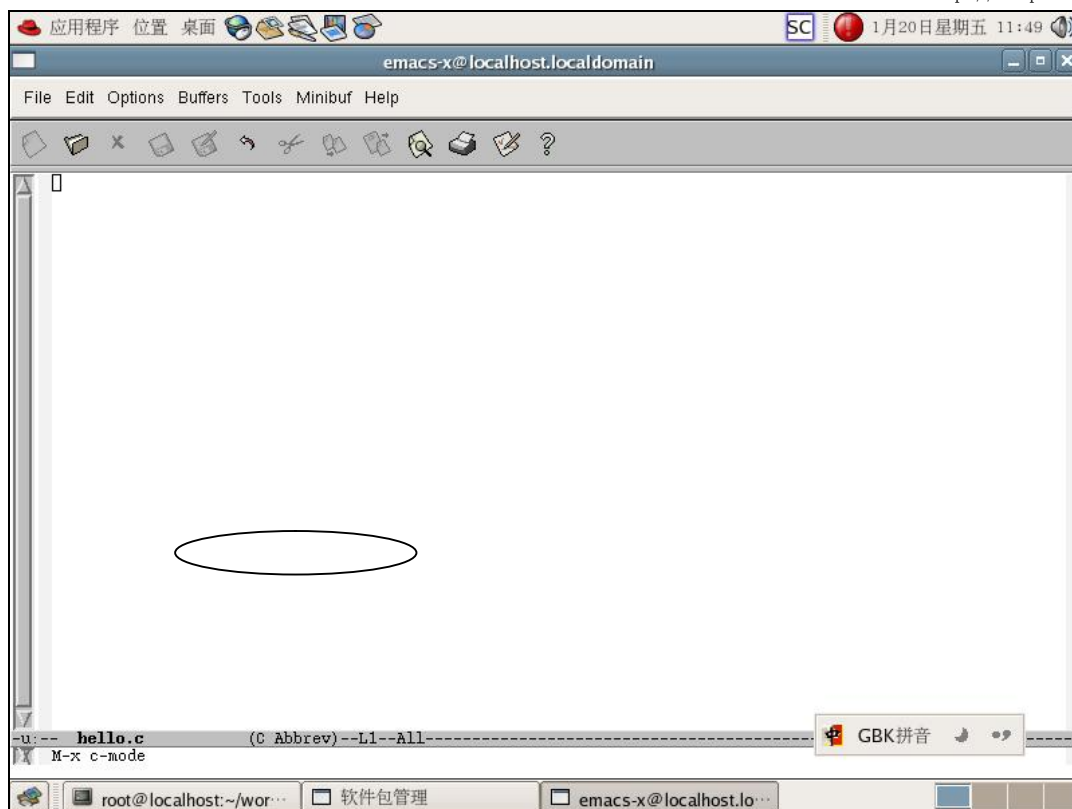 应用程序 位置 桌面 SC 1月20日星期五 11:49
emacs-x@localhost.localdomain
File Edit Options Buffers Tools Minibuf Help
-u:-- hello.c (C Abbrev)--L1--All--------------------------------------------
GBK拼音
M-x c-mode
root@localhost:~/wor… 软件包管理 emacs-x@localhost.lo…